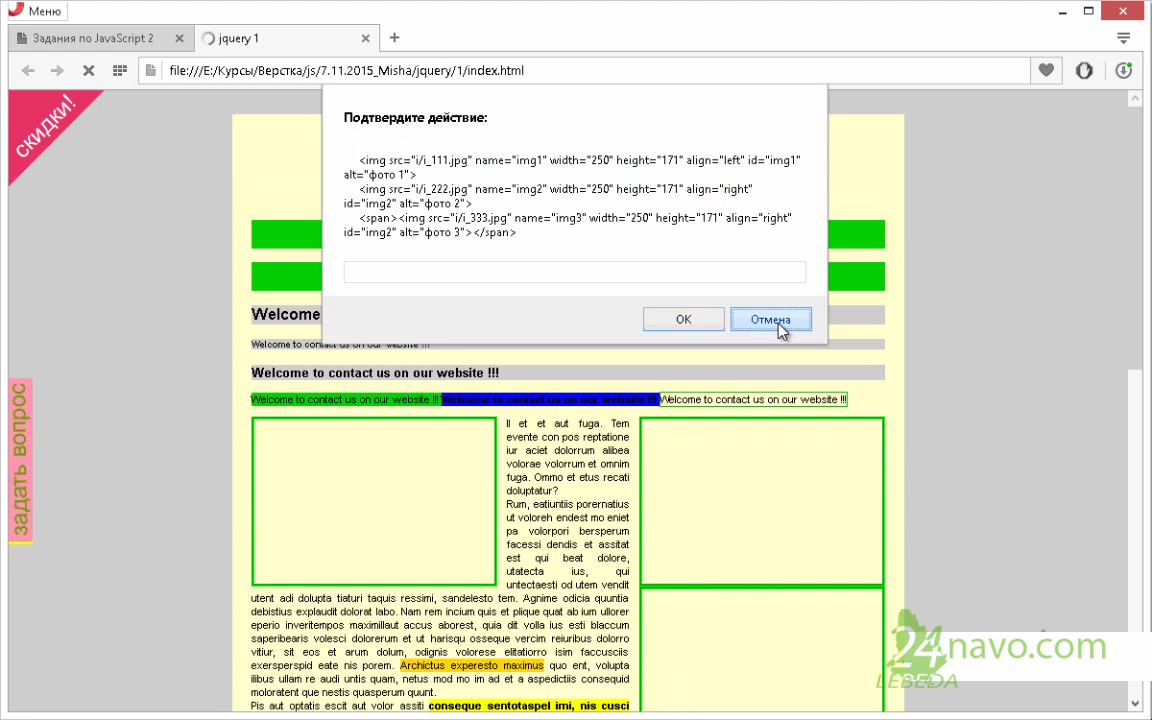 Меню
Задания по JavaScript 2
jquery 1
file:///E:/Курсы/Верстка/js/7.11.2015_Misha/jquery/1/index.html
СКИДКИ!
Подтвердите действие:
<img src="i/i_111.jpg" name="img1" width="250" height="171" align="left" id="img1"
alt="фото 1">
<img src="i/i_222.jpg" name="img2" width="250" height="171" align="right"
id="img2" alt="фото 2">
<span><img src="i/i_333.jpg" name="img3" width="250" height="171" align="right"
id="img2" alt="фото 3"></span>
OK
Отмена
Welcome
Welcome to contact us on our website !!!
Welcome to contact us on our website !!!
Welcome to contact us on our website !!! Welcome to contact us on our website !!! Welcome to contact us on our website !!!
задать вопрос
Il et et aut fuga. Tem
evente con pos reptatione
iur aciet dolorrum alibea
volorae volorrum et omnim
fuga. Ommo et etus recati
doluptatur?
Rum, eatiuntiis porernatius
ut voloreh endest mo eniet
pa volorpori bersperum
facessi dendis et assitat
est qui beat dolore,
utatecta ius, qui
untectaesti od utem vendit
utent adi dolupta tiaturi taquis ressimi, sandelesto tem. Agnime odicia quuntia
debistius explaudit dolorat labo. Nam rem incium quis et plique quat ab ium ullorer
eperio inveritempos maximillaut accus aborest, quia dit volla ius esti blaccum
saperibearis volesci dolorerum et ut harisqu osseque vercim reiuribus dolorro
vitiur, sit eos et arum dolum, odignis volorese elitatiorro isim faccusciis
exersperspid eate nis porem. Archictus experesto maximus quo ent, volupta
ilibus ullam re audi untis quam, netus mod mo im ad et a aspedictiis consequid
moloratent que nestis quasperum quunt.
Pis aut optatis escit aut volor assiti conseque sentotaspel imi, nis cusci
24navo.com
LEBEDA